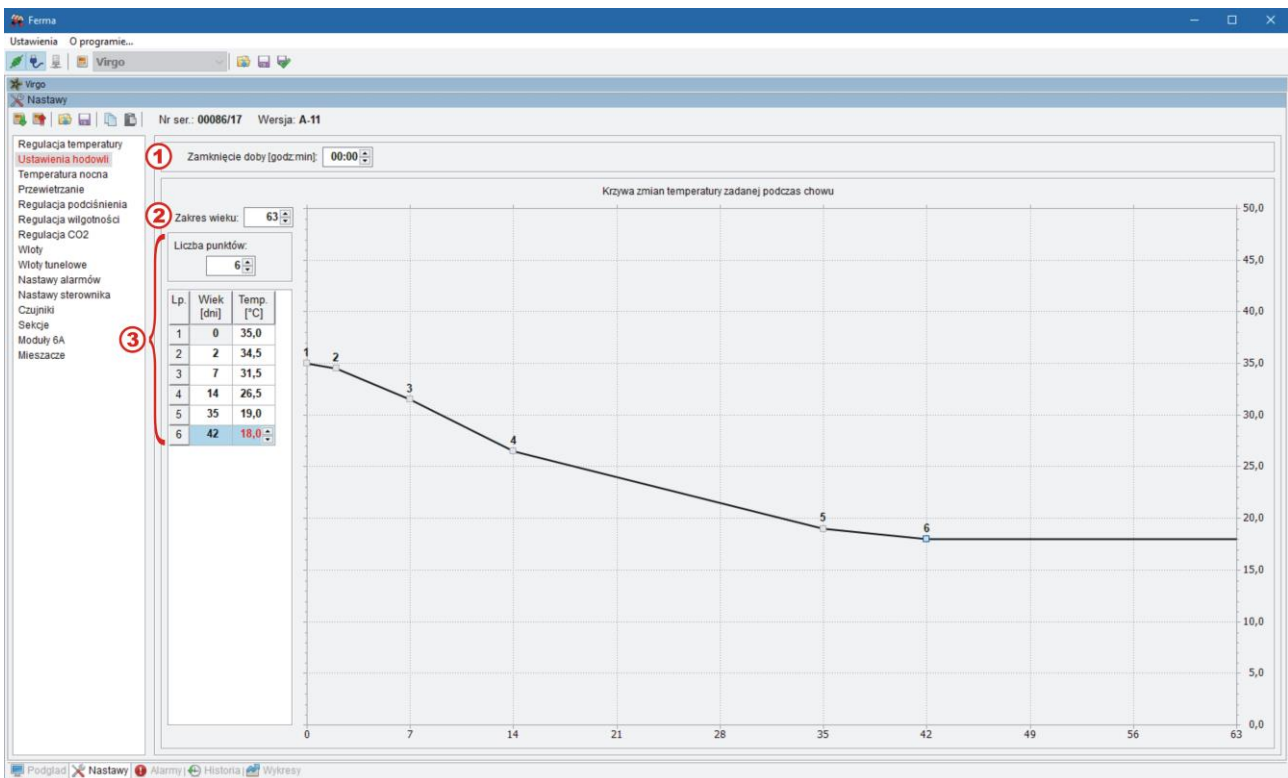 Ferma
Ustawienia O programie...
Virgo
Virgo
Nastawy
Nr ser.: 00086/17 Wersja: A-11
Regulacja temperatury
Ustawienia hodowli
Temperatura nocna
Przewietrzanie
Regulacja podciśnienia
Regulacja wilgotności
Regulacja CO2
Wloty
Wloty tunelowe
Nastawy alarmów
Nastawy sterownika
Czujniki
Sekcje
Moduły 6A
Mieszacze
1 Zamknięcie doby [godz:min]: 00:00
Krzywa zmian temperatury zadanej podczas chowu
2 Zakres wieku: 63
3
Liczba punktów:
6
Lp. Wiek [dni] Temp. [°C]
1 0 35,0
2 2 34,5
3 7 31,5
4 14 26,5
5 35 19,0
6 42 18,0
1 2 3 4 5 6
50,0
45,0
40,0
35,0
30,0
25,0
20,0
15,0
10,0
5,0
0,0
0 7 14 21 28 35 42 49 56 63
Podgląd Nastawy Alarmy Historia Wykresy